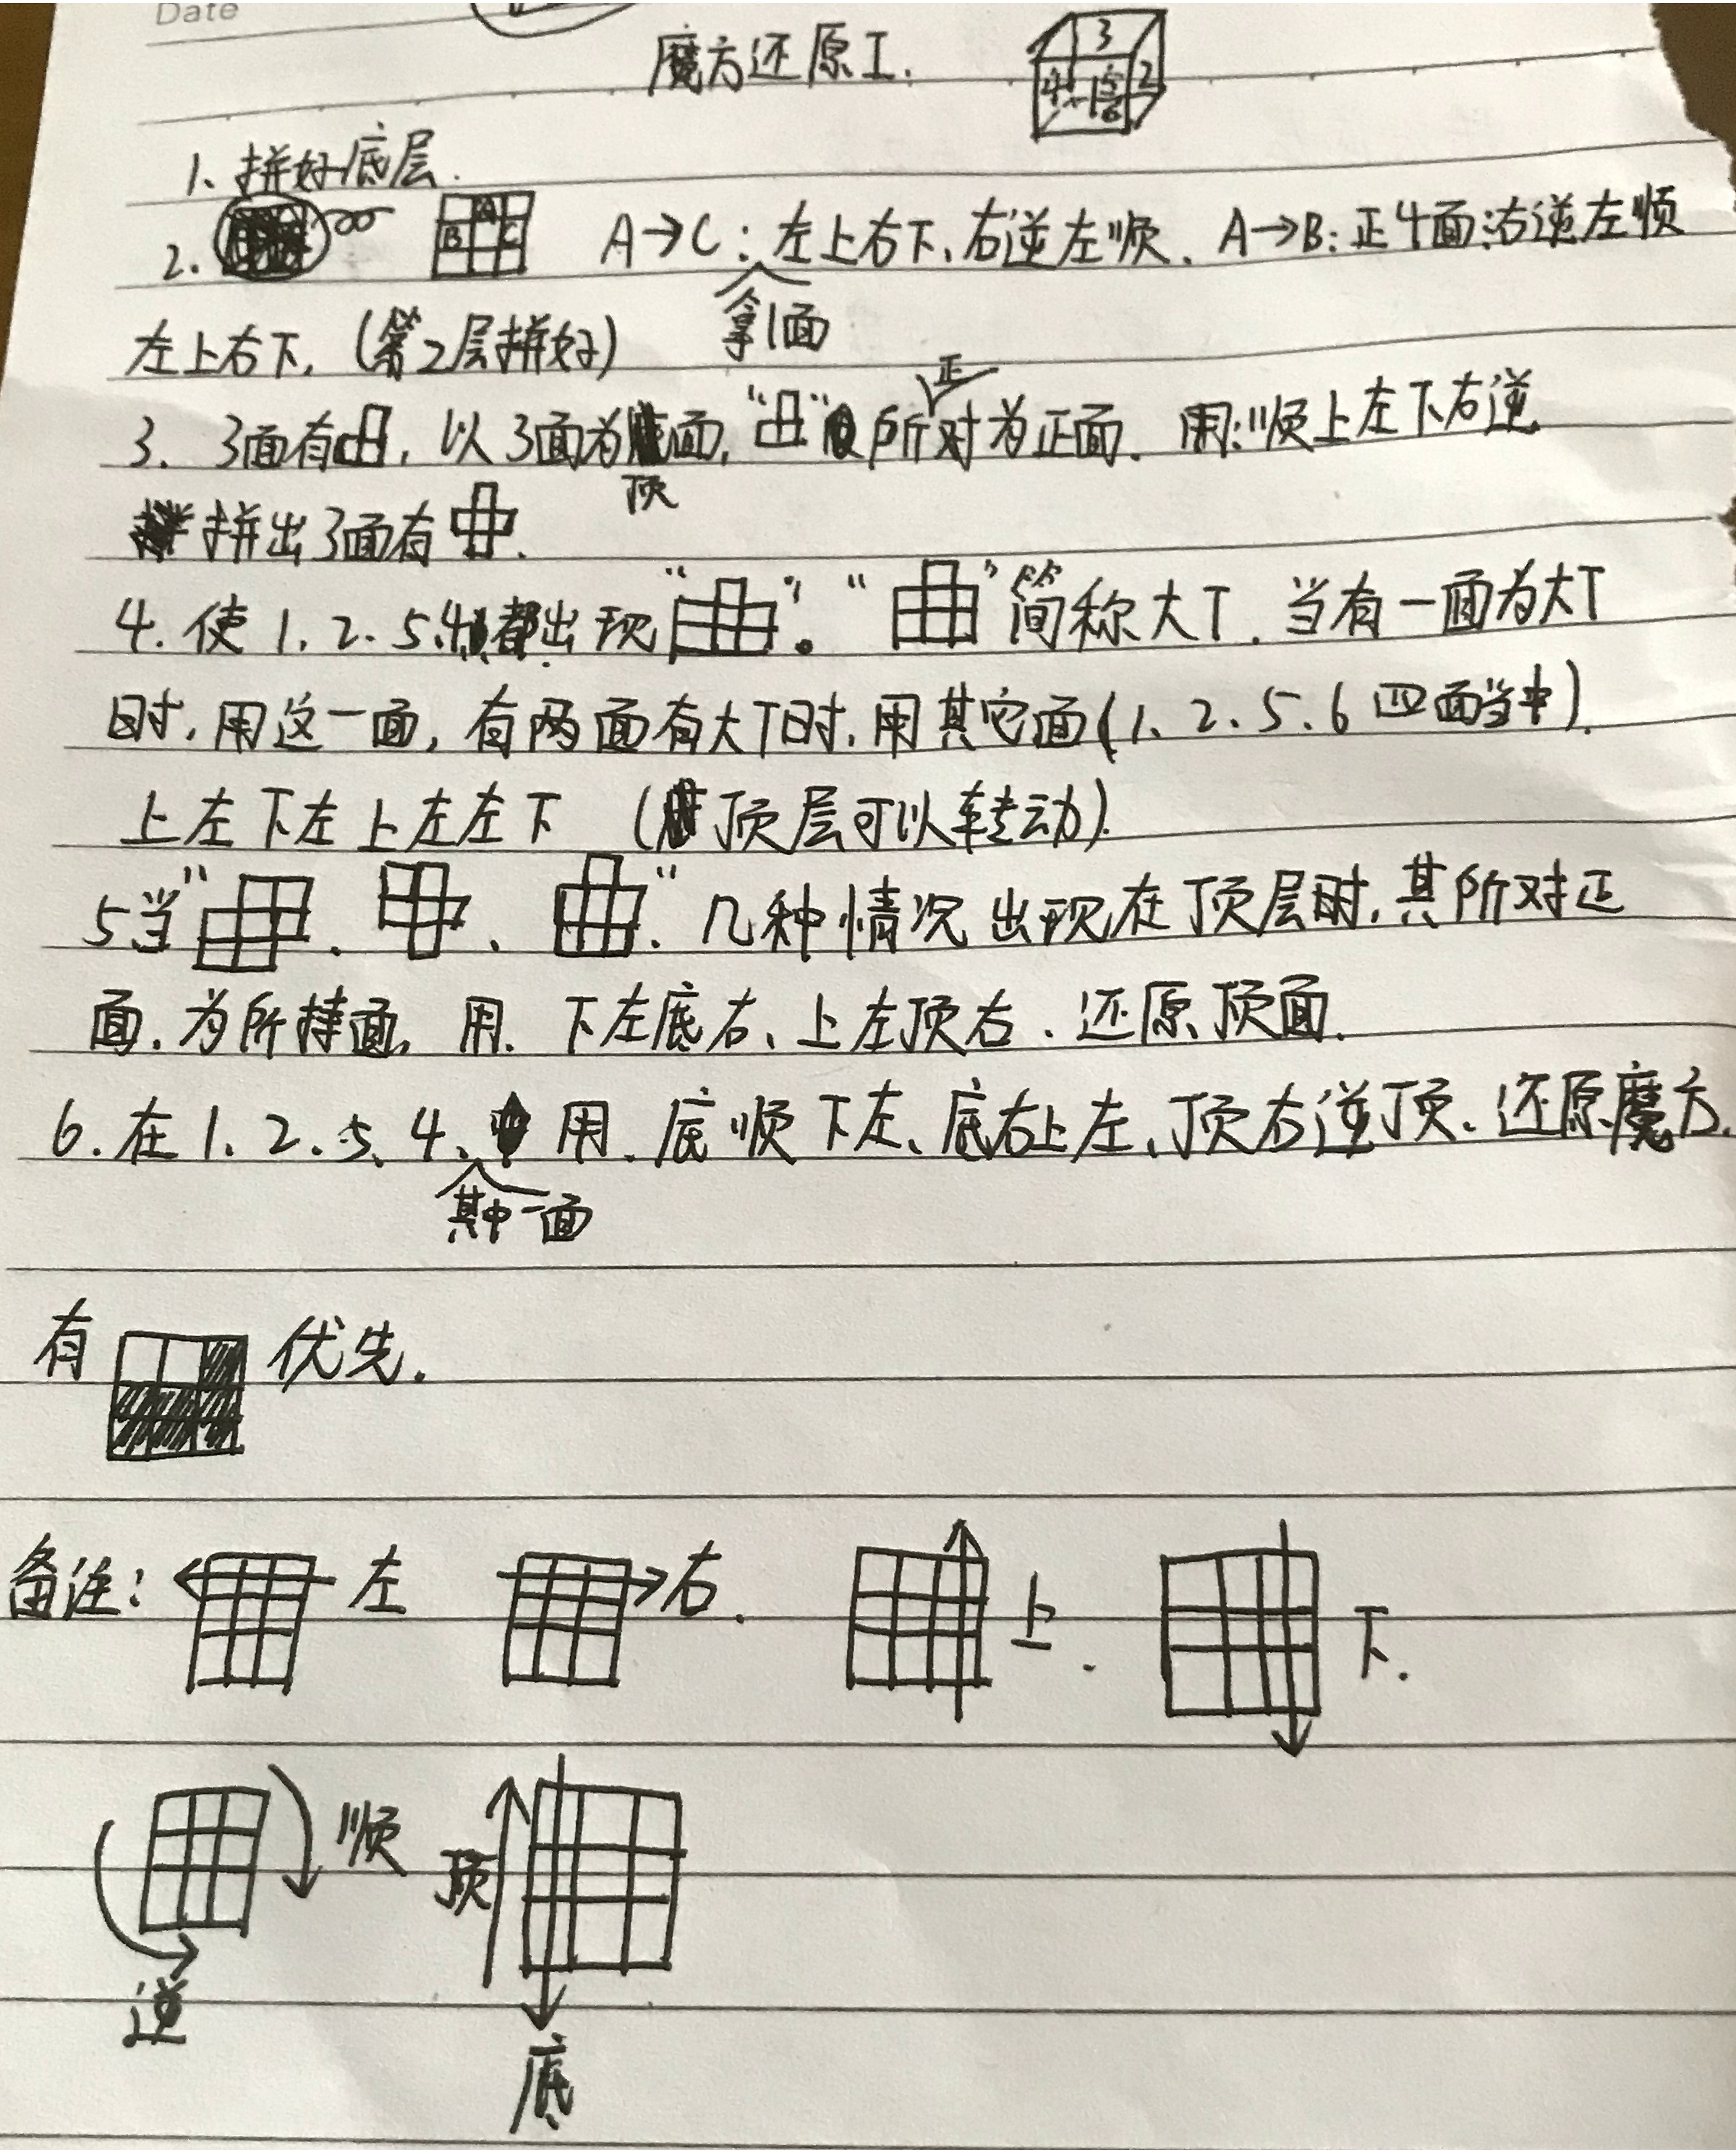 Date
魔方还原工.
3
4 1 5 2
6
1、拼好底层.
2. A B C A→C:左上右下、右逆左顺、A→B:正4面:右逆左顺
拿1面
左上右下,(第2层拼好)
正
3. 3面有,以3面为面,“”所对为正面.用:顺上左下右逆
顶
拼出3面有.
4.使1、2、5、4都出现“”。“”简称大T.当有一面为大T
时,用这一面,有两面有大T时,用其它面(1、2、5、6四面当中).
上左下左上左左下 (顶层可以转动).
5当“、、”.几种情况出现在顶层时,其所对正
面.为所持面,用.下左底右、上左顶右.还原顶面.
6.在1、2、5、4、用.底顺下左、底右上左、顶右逆顶、还原魔方.
其中一面
有 优先.
备注: 左 右. 上. 下.
顺 顶
逆
底